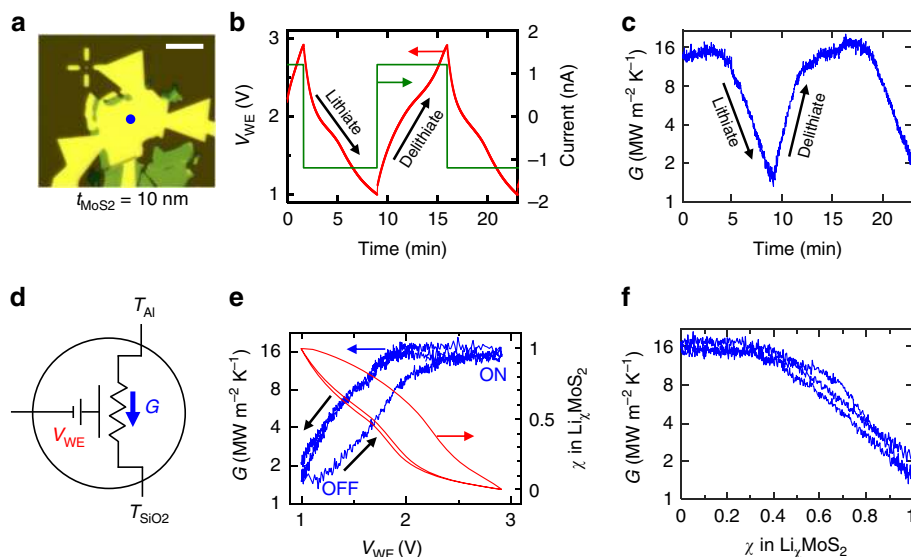 a
t_MoS2 = 10 nm
b
3
2
1
V_WE (V)
Lithiate
Delithiate
2
1
0
−1
−2
Current (nA)
0 5 10 15 20
Time (min)
c
16
8
4
2
1
G (MW m⁻² K⁻¹)
Lithiate
Delithiate
0 5 10 15 20
Time (min)
d
T_Al
G
V_WE
T_SiO2
e
16
8
4
2
1
G (MW m⁻² K⁻¹)
ON
OFF
1
0.5
0
χ in Li_χMoS₂
1 2 3
V_WE (V)
f
16
8
4
2
1
G (MW m⁻² K⁻¹)
0 0.2 0.4 0.6 0.8 1
χ in Li_χMoS₂